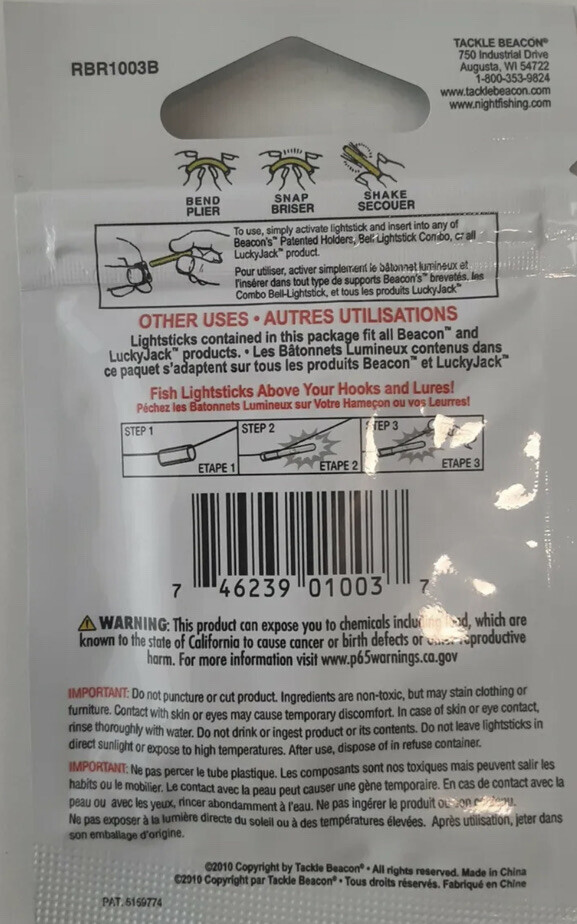 RBR1003B
TACKLE BEACON®
750 Industrial Drive
Augusta, WI 54722
1-800-353-9824
www.tacklebeacon.com
www.nightfishing.com
BEND
PLIER
SNAP
BRISER
SHAKE
SECOUER
To use, simply activate lightstick and insert into any of
Beacon's™ Patented Holders, Bell Lightstick Combo, or all
LuckyJack™ product.
Pour utiliser, activer simplement le bâtonnet lumineux et
l'insérer dans tout type de supports Beacon's™ brevetés, les
Combo Bell-Lightstick, et tous les produits LuckyJack™
OTHER USES • AUTRES UTILISATIONS
Lightsticks contained in this package fit all Beacon™ and
LuckyJack™ products. • Les Bâtonnets Lumineux contenus dans
ce paquet s'adaptent sur tous les produits Beacon™ et LuckyJack™
Fish Lightsticks Above Your Hooks and Lures!
Pêchez les Batonnets Lumineux sur Votre Hameçon ou vos Leurres!
STEP 1
ETAPE 1
STEP 2
ETAPE 2
STEP 3
ETAPE 3
7 46239 01003 7
WARNING: This product can expose you to chemicals which are
known to the state of California to cause cancer or birth defects or reproductive
harm. For more information visit www.p65warnings.ca.gov
IMPORTANT: Do not puncture or cut product. Ingredients are non-toxic, but may stain clothing or
furniture. Contact with skin or eyes may cause temporary discomfort. In case of skin or eye contact,
rinse thoroughly with water. Do not drink or ingest product or its contents. Do not leave lightsticks in
direct sunlight or expose to high temperatures. After use, dispose of in refuse container.
IMPORTANT: Ne pas percer le tube plastique. Les composants sont nos toxiques mais peuvent salir les
habits ou le mobilier. Le contact avec la peau peut causer une gène temporaire. En cas de contact avec la
peau ou avec les yeux, rincer abondamment à l'eau. Ne pas ingérer le produit ou son
Ne pas exposer à la lumière directe du soleil ou à des températures élevées. Après utilisation, jeter dans
son emballage d'origine.
©2010 Copyright by Tackle Beacon® • All rights reserved. Made in China
©2010 Copyright par Tackle Beacon® • Tous droits réservés. Fabriqué en Chine
PAT. 5169774